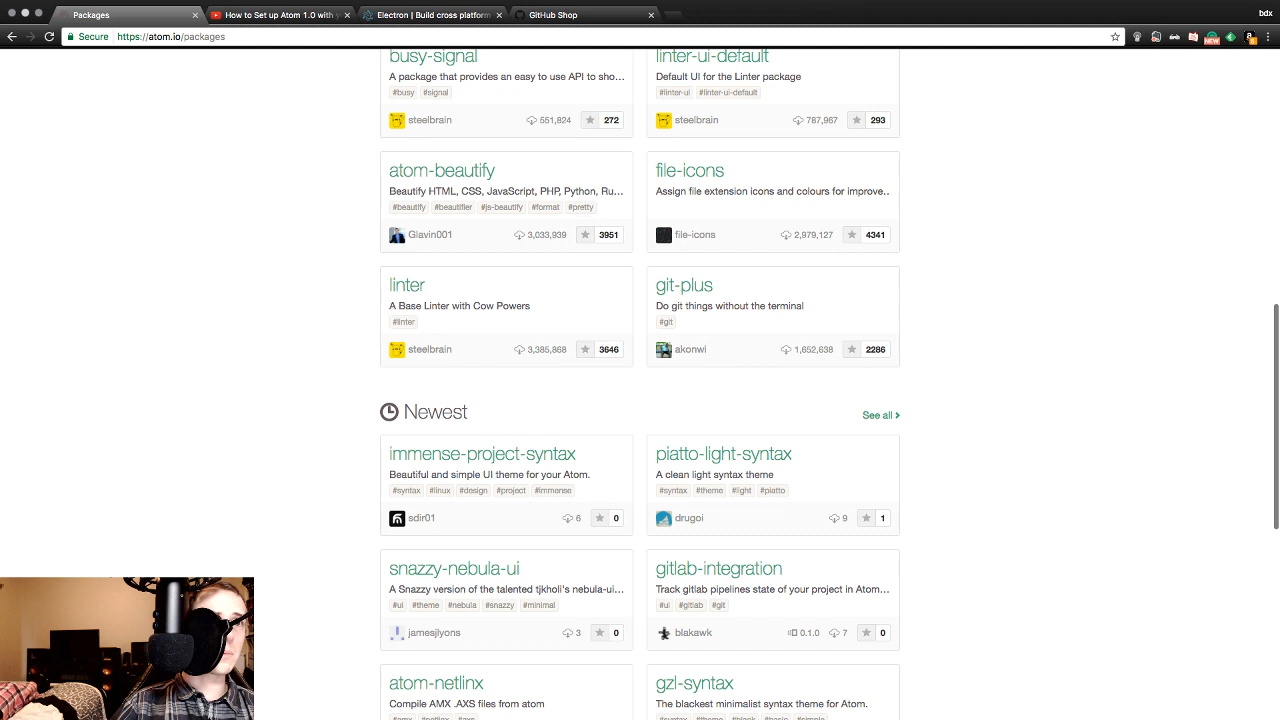 Packages
How to Set up Atom 1.0 with y
Electron | Build cross platform
GitHub Shop
bdx
Secure
https://atom.io/packages
NEW
busy-signal
A package that provides an easy to use API to sho...
#busy #signal
steelbrain 551,824 272
linter-ui-default
Default UI for the Linter package
#linter-ui #linter-ui-default
steelbrain 787,967 293
atom-beautify
Beautify HTML, CSS, JavaScript, PHP, Python, Ru...
#beautify #beautifier #js-beautify #format #pretty
Glavin001 3,033,939 3951
file-icons
Assign file extension icons and colours for improve..
file-icons 2,979,127 4341
linter
A Base Linter with Cow Powers
#linter
steelbrain 3,385,868 3646
git-plus
Do git things without the terminal
#git
akonwi 1,652,638 2286
Newest
See all
immense-project-syntax
Beautiful and simple UI theme for your Atom.
#syntax #linux #design #project #immense
sdir01 6 0
piatto-light-syntax
A clean light syntax theme
#syntax #theme #light #piatto
drugoi 9 1
snazzy-nebula-ui
A Snazzy version of the talented tjkholi's nebula-ui...
#ui #theme #nebula #snazzy #minimal
jamesjlyons 3 0
gitlab-integration
Track gitlab pipelines state of your project in Atom...
#ui #gitlab #git
blakawk 0.1.0 7 0
atom-netlinx
Compile AMX .AXS files from atom
#amx #netlinx #axs
gzl-syntax
The blackest minimalist syntax theme for Atom.
#syntax #theme #black #basic #simple